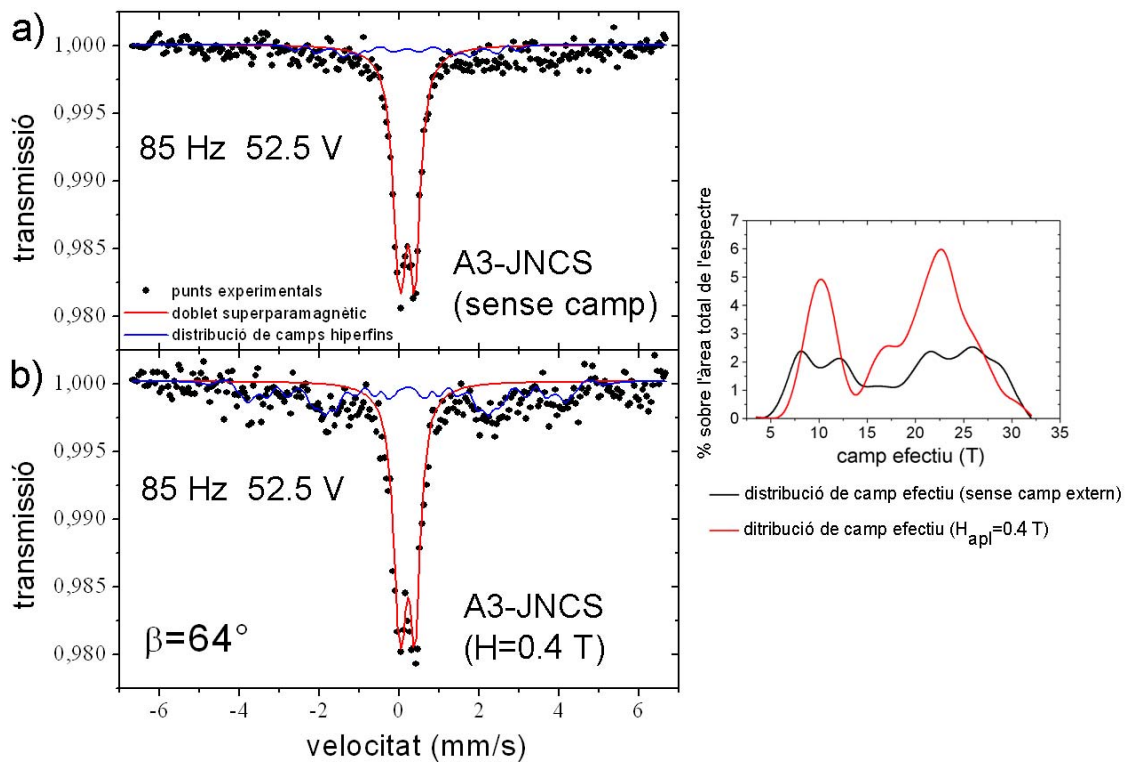 a)
1,000
0,995
0,990
0,985
0,980
transmissió
85 Hz 52.5 V
A3-JNCS
(sense camp)
punts experimentals
doblet superparamagnètic
distribució de camps hiperfins
b)
1,000
0,995
0,990
0,985
0,980
transmissió
85 Hz 52.5 V
A3-JNCS
(H=0.4 T)
β=64°
-6 -4 -2 0 2 4 6
velocitat (mm/s)
% sobre l'àrea total de l'espectre
7
6
5
4
3
2
1
0
5 10 15 20 25 30 35
camp efectiu (T)
distribució de camp efectiu (sense camp extern)
ditribució de camp efectiu (Hapl=0.4 T)